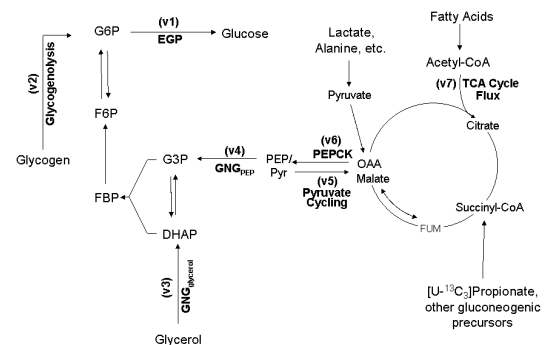 Fatty Acids
(v1)
G6P
EGP
Glucose
Lactate,
Alanine, etc.
Acetyl-CoA
(v7) TCA Cycle
Flux
(v2)
Glycogenolysis
Pyruvate
F6P
Citrate
Glycogen
G3P
(v4)
GNGPEP
PEP/
Pyr
(v6)
PEPCK
OAA
Malate
(v5)
Pyruvate
Cycling
FBP
Succinyl-CoA
FUM
DHAP
(v3)
GNGglycerol
[U-13C3]Propionate,
other gluconeogenic
precursors
Glycerol